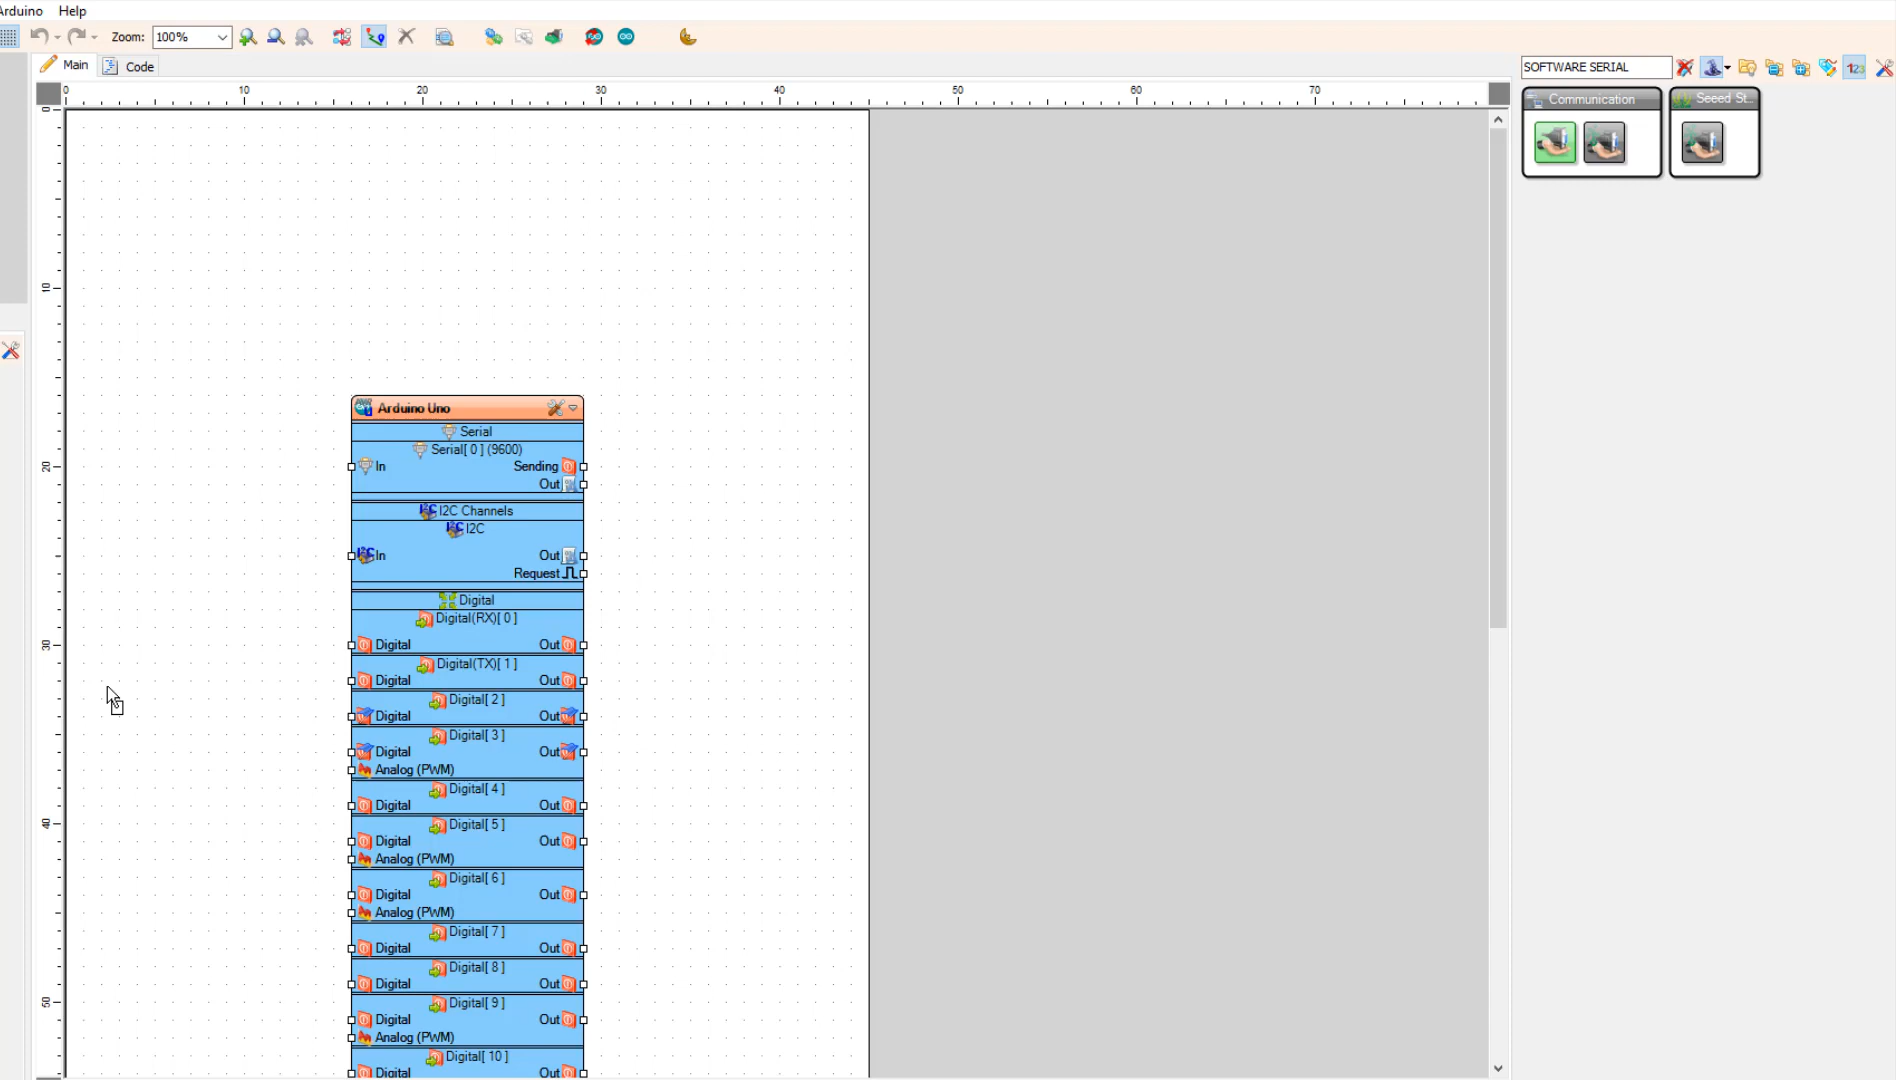 Arduino Help
Zoom: 100%
Main Code
SOFTWARE SERIAL
123
Communication Seeed St...
0 10 20 30 40 50 60 70
0
10
20
30
40
50
Arduino Uno
Serial
Serial[ 0 ] (9600)
In Sending
Out
I2C Channels
I2C
In Out
Request
Digital
Digital(RX)[ 0 ]
Digital Out
Digital(TX)[ 1 ]
Digital Out
Digital[ 2 ]
Digital Out
Digital[ 3 ]
Digital Out
Analog (PWM)
Digital[ 4 ]
Digital Out
Digital[ 5 ]
Digital Out
Analog (PWM)
Digital[ 6 ]
Digital Out
Analog (PWM)
Digital[ 7 ]
Digital Out
Digital[ 8 ]
Digital Out
Digital[ 9 ]
Digital Out
Analog (PWM)
Digital[ 10 ]
Digital Out